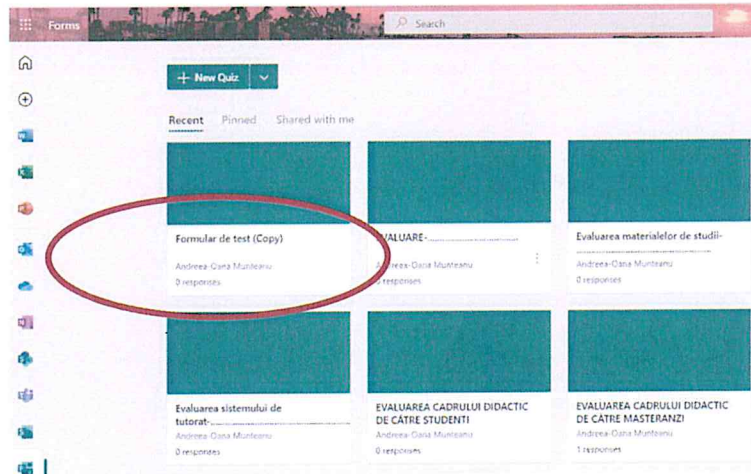 Forms
Search
+ New Quiz
Recent Pinned Shared with me
Formular de test (Copy)
Andreea-Oana Munteanu
0 responses
EVALUARE-........................
Andreea-Oana Munteanu
0 responses
Evaluarea materialelor de studii-
........................
Andreea-Oana Munteanu
0 responses
Evaluarea sistemului de
tutorat-........................
Andreea-Oana Munteanu
0 responses
EVALUAREA CADRULUI DIDACTIC
DE CĂTRE STUDENTI
Andreea-Oana Munteanu
0 responses
EVALUAREA CADRULUI DIDACTIC
DE CĂTRE MASTERANZI
Andreea-Oana Munteanu
1 responses